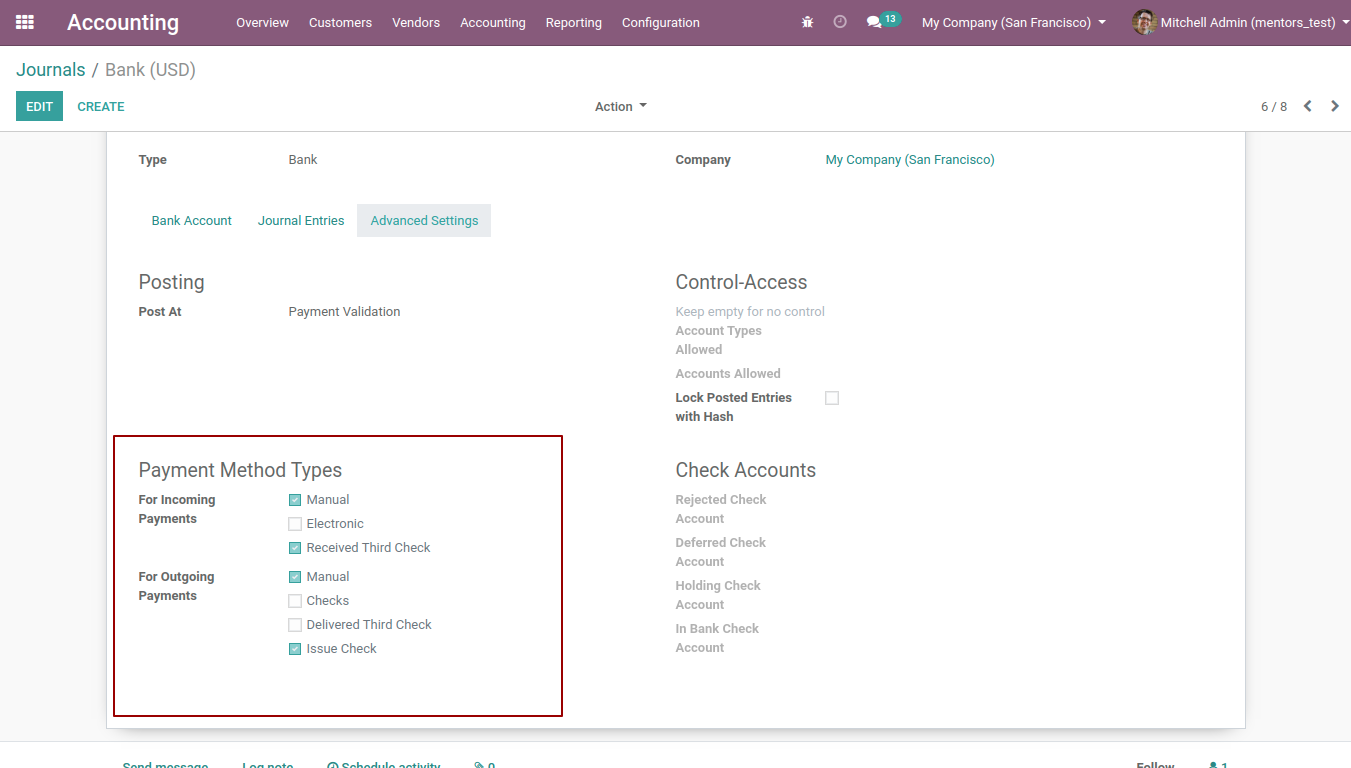 Accounting Overview Customers Vendors Accounting Reporting Configuration 13 My Company (San Francisco) Mitchell Admin (mentors_test)
Journals / Bank (USD)
EDIT CREATE Action 6 / 8
Type Bank Company My Company (San Francisco)
Bank Account Journal Entries Advanced Settings
Posting
Post At Payment Validation
Control-Access
Keep empty for no control
Account Types
Allowed
Accounts Allowed
Lock Posted Entries
with Hash
Payment Method Types
For Incoming
Payments
Manual
Electronic
Received Third Check
For Outgoing
Payments
Manual
Checks
Delivered Third Check
Issue Check
Check Accounts
Rejected Check
Account
Deferred Check
Account
Holding Check
Account
In Bank Check
Account
Send message Log note Schedule activity 0 Follow 1